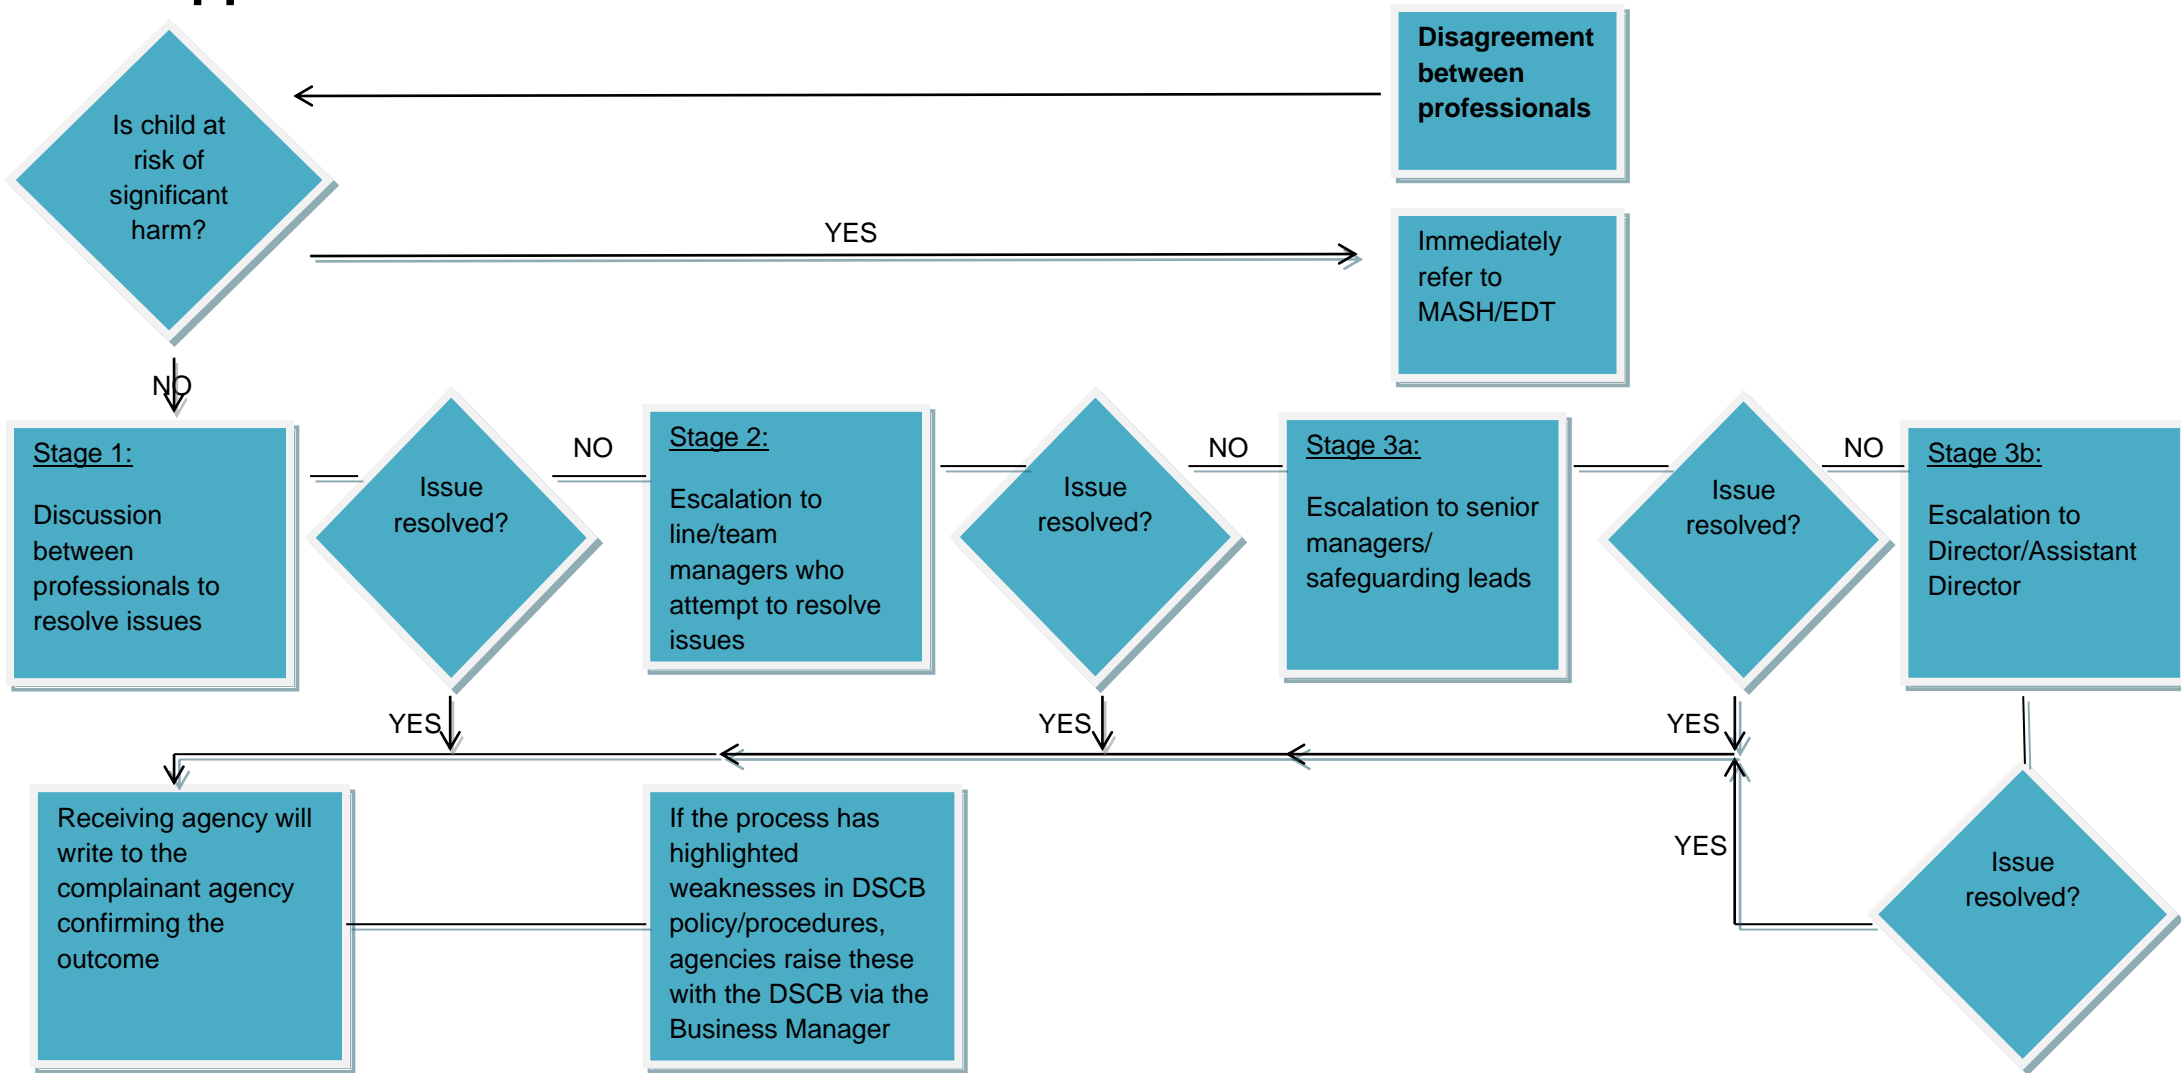 Disagreement
between
professionals
Is child at
risk of
significant
harm?
YES
Immediately
refer to
MASH/EDT
NO
Stage 1:
Discussion
between
professionals to
resolve issues
Issue
resolved?
NO
Stage 2:
Escalation to
line/team
managers who
attempt to resolve
issues
Issue
resolved?
NO
Stage 3a:
Escalation to senior
managers/
safeguarding leads
Issue
resolved?
NO
Stage 3b:
Escalation to
Director/Assistant
Director
YES
YES
YES
Receiving agency will
write to the
complainant agency
confirming the
outcome
If the process has
highlighted
weaknesses in DSCB
policy/procedures,
agencies raise these
with the DSCB via the
Business Manager
YES
Issue
resolved?